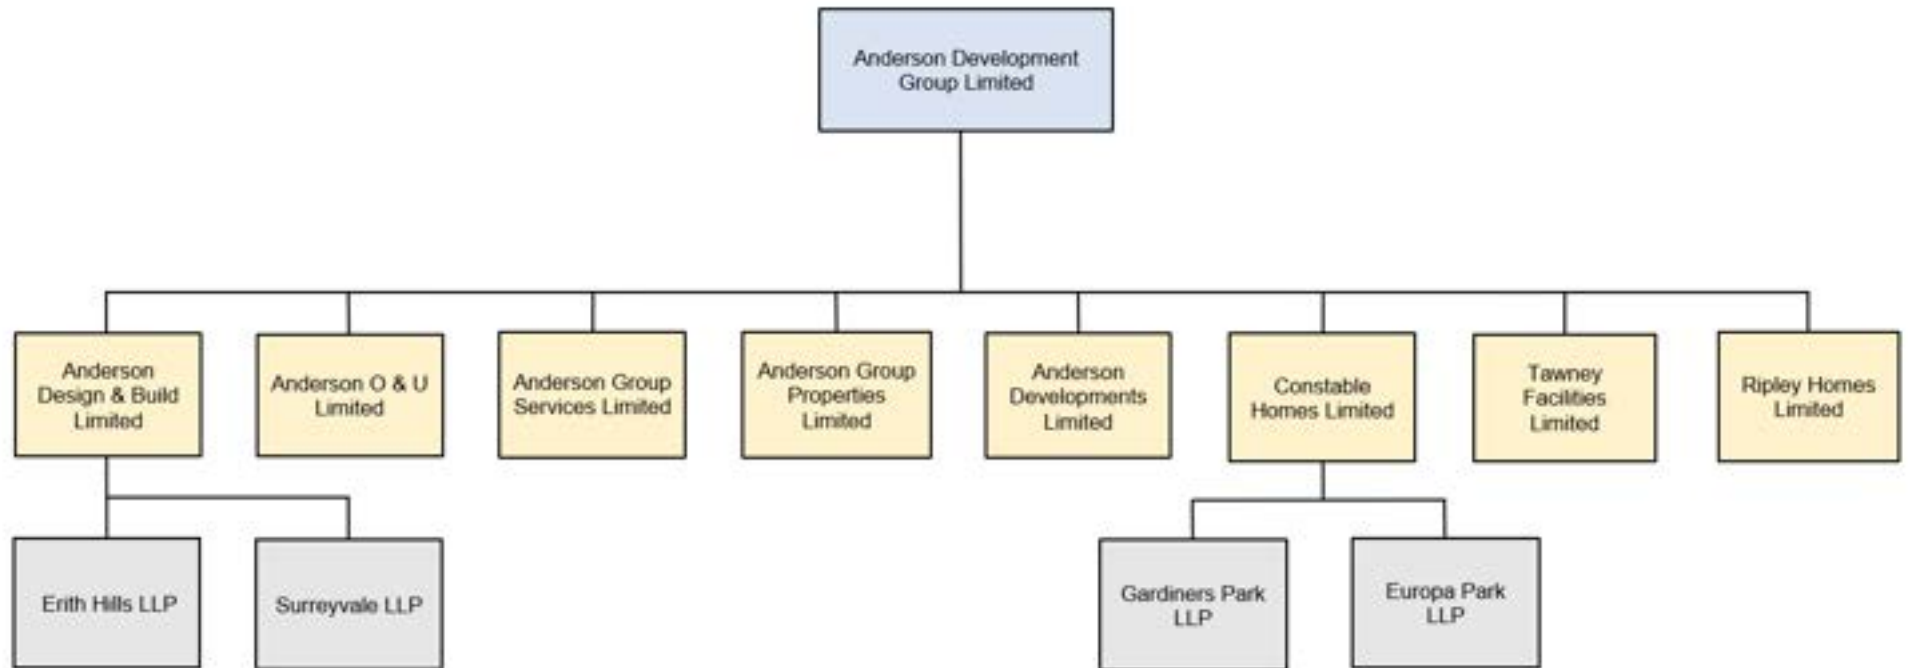 Anderson Development
Group Limited
Anderson
Design & Build
Limited
Anderson O & U
Limited
Anderson Group
Services Limited
Anderson Group
Properties
Limited
Anderson
Developments
Limited
Constable
Homes Limited
Tawney
Facilities
Limited
Ripley Homes
Limited
Erith Hills LLP
Surreyvale LLP
Gardiners Park
LLP
Europa Park
LLP